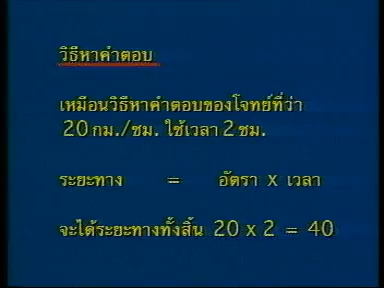 วิธีหาคำตอบ
เหมือนวิธีหาคำตอบของโจทย์ที่ว่า
20 กม./ชม. ใช้เวลา 2 ชม.
ระยะทาง = อัตรา x เวลา
จะได้ระยะทางทั้งสิ้น 20 x 2 = 40